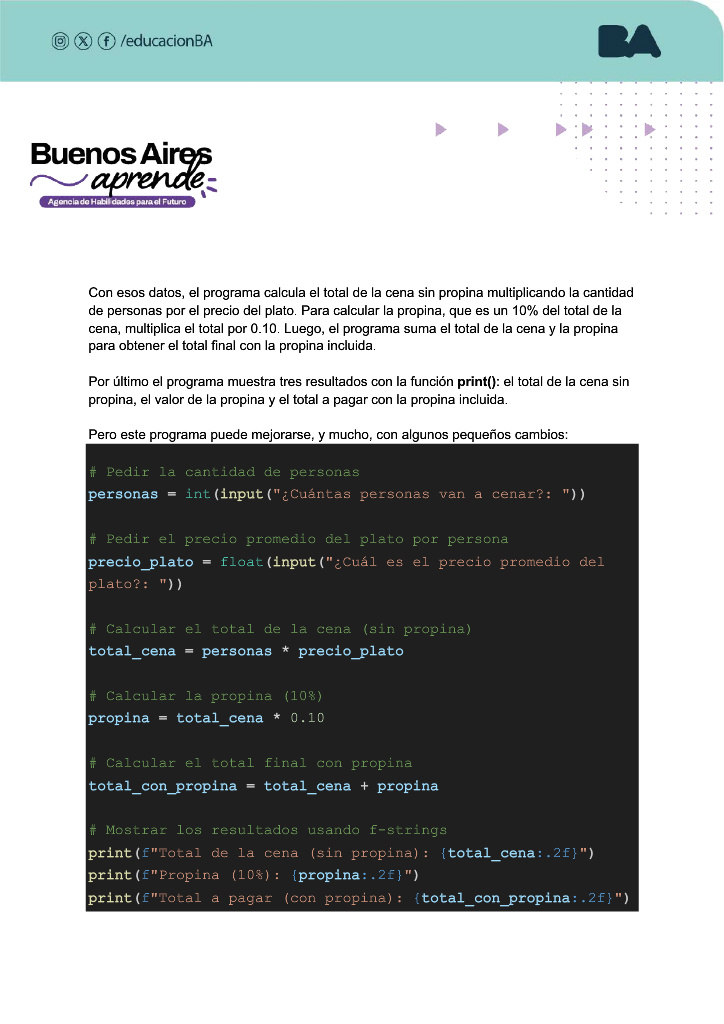 /educacionBA
BA
Buenos Aires
aprende
Agencia de Habilidades para el Futuro
Con esos datos, el programa calcula el total de la cena sin propina multiplicando la cantidad
de personas por el precio del plato. Para calcular la propina, que es un 10% del total de la
cena, multiplica el total por 0.10. Luego, el programa suma el total de la cena y la propina
para obtener el total final con la propina incluida.
Por último el programa muestra tres resultados con la función print(): el total de la cena sin
propina, el valor de la propina y el total a pagar con la propina incluida.
Pero este programa puede mejorarse, y mucho, con algunos pequeños cambios:
# Pedir la cantidad de personas
personas = int(input("¿Cuántas personas van a cenar?: "))
# Pedir el precio promedio del plato por persona
precio_plato = float(input("¿Cuál es el precio promedio del
plato?: "))
# Calcular el total de la cena (sin propina)
total_cena = personas * precio_plato
# Calcular la propina (10%)
propina = total_cena * 0.10
# Calcular el total final con propina
total_con_propina = total_cena + propina
# Mostrar los resultados usando f-strings
print(f"Total de la cena (sin propina): {total_cena:.2f}")
print(f"Propina (10%): {propina:.2f}")
print(f"Total a pagar (con propina): {total_con_propina:.2f}")